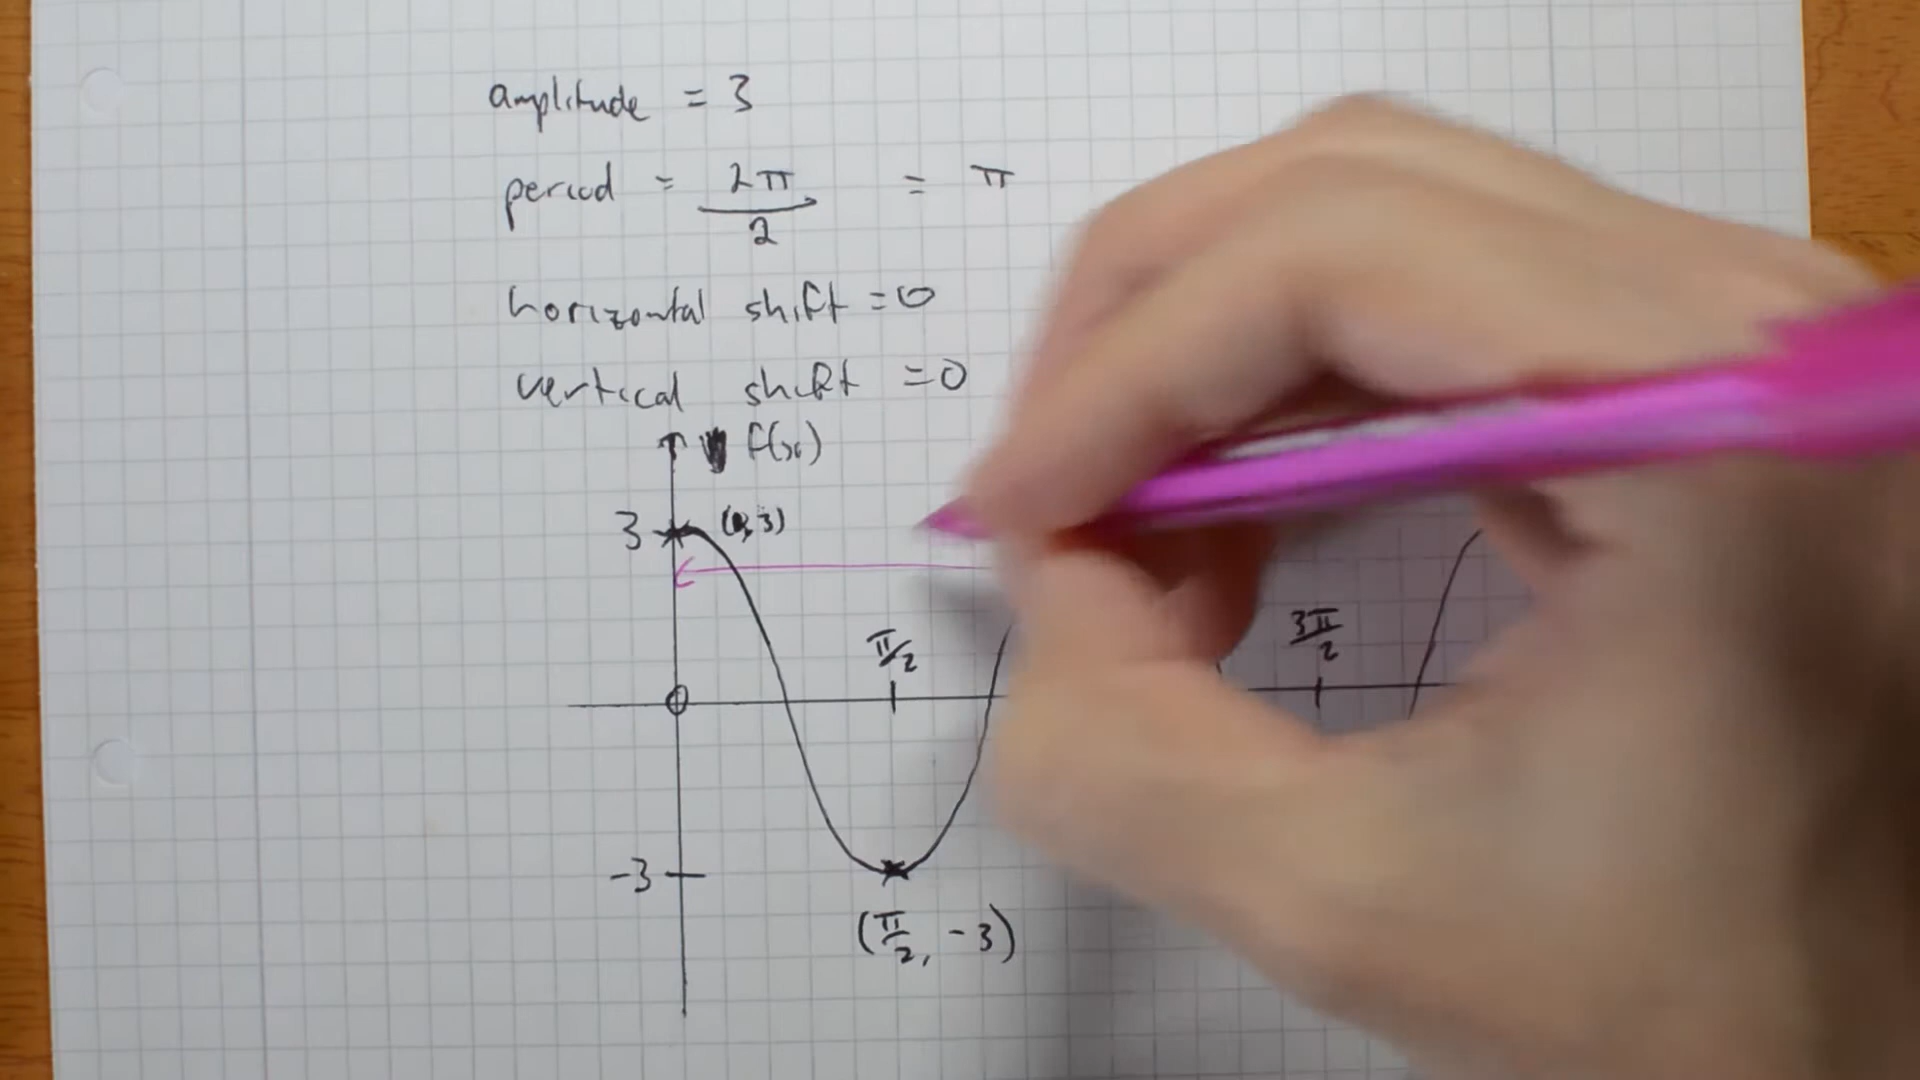 amplitude = 3
period = 2π/2 = π
horizontal shift = 0
vertical shift = 0
f(x)
3 (0, 3)
π/2 3π/2
0
-3
(π/2, -3)